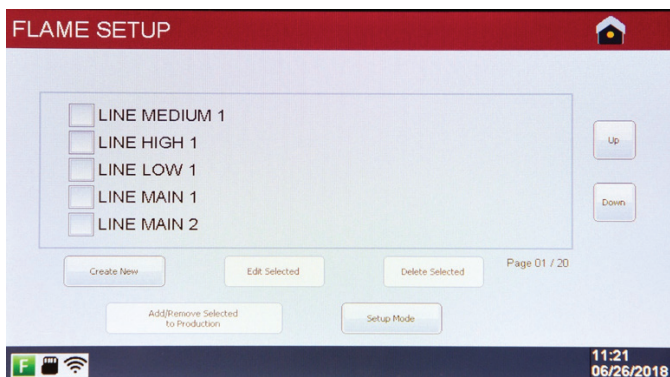 FLAME SETUP
LINE MEDIUM 1
LINE HIGH 1
LINE LOW 1
LINE MAIN 1
LINE MAIN 2
Up
Down
Create New
Edit Selected
Delete Selected
Page 01 / 20
Add/Remove Selected
to Production
Setup Mode
F
11:21
06/26/2018